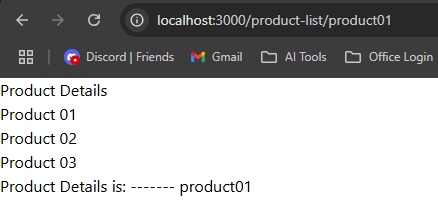 localhost:3000/product-list/product01
Discord | Friends Gmail AI Tools Office Login
Product Details
Product 01
Product 02
Product 03
Product Details is: ------- product01